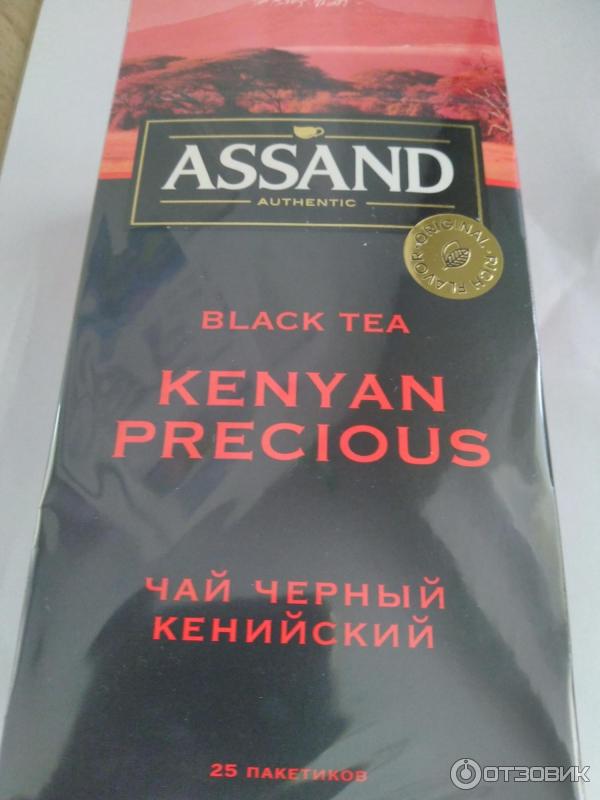 ASSAND
AUTHENTIC
ORIGINAL · RICH FLAVOR ·
BLACK TEA
KENYAN
PRECIOUS
ЧАЙ ЧЕРНЫЙ
КЕНИЙСКИЙ
25 ПАКЕТИКОВ
ОТЗОВИК